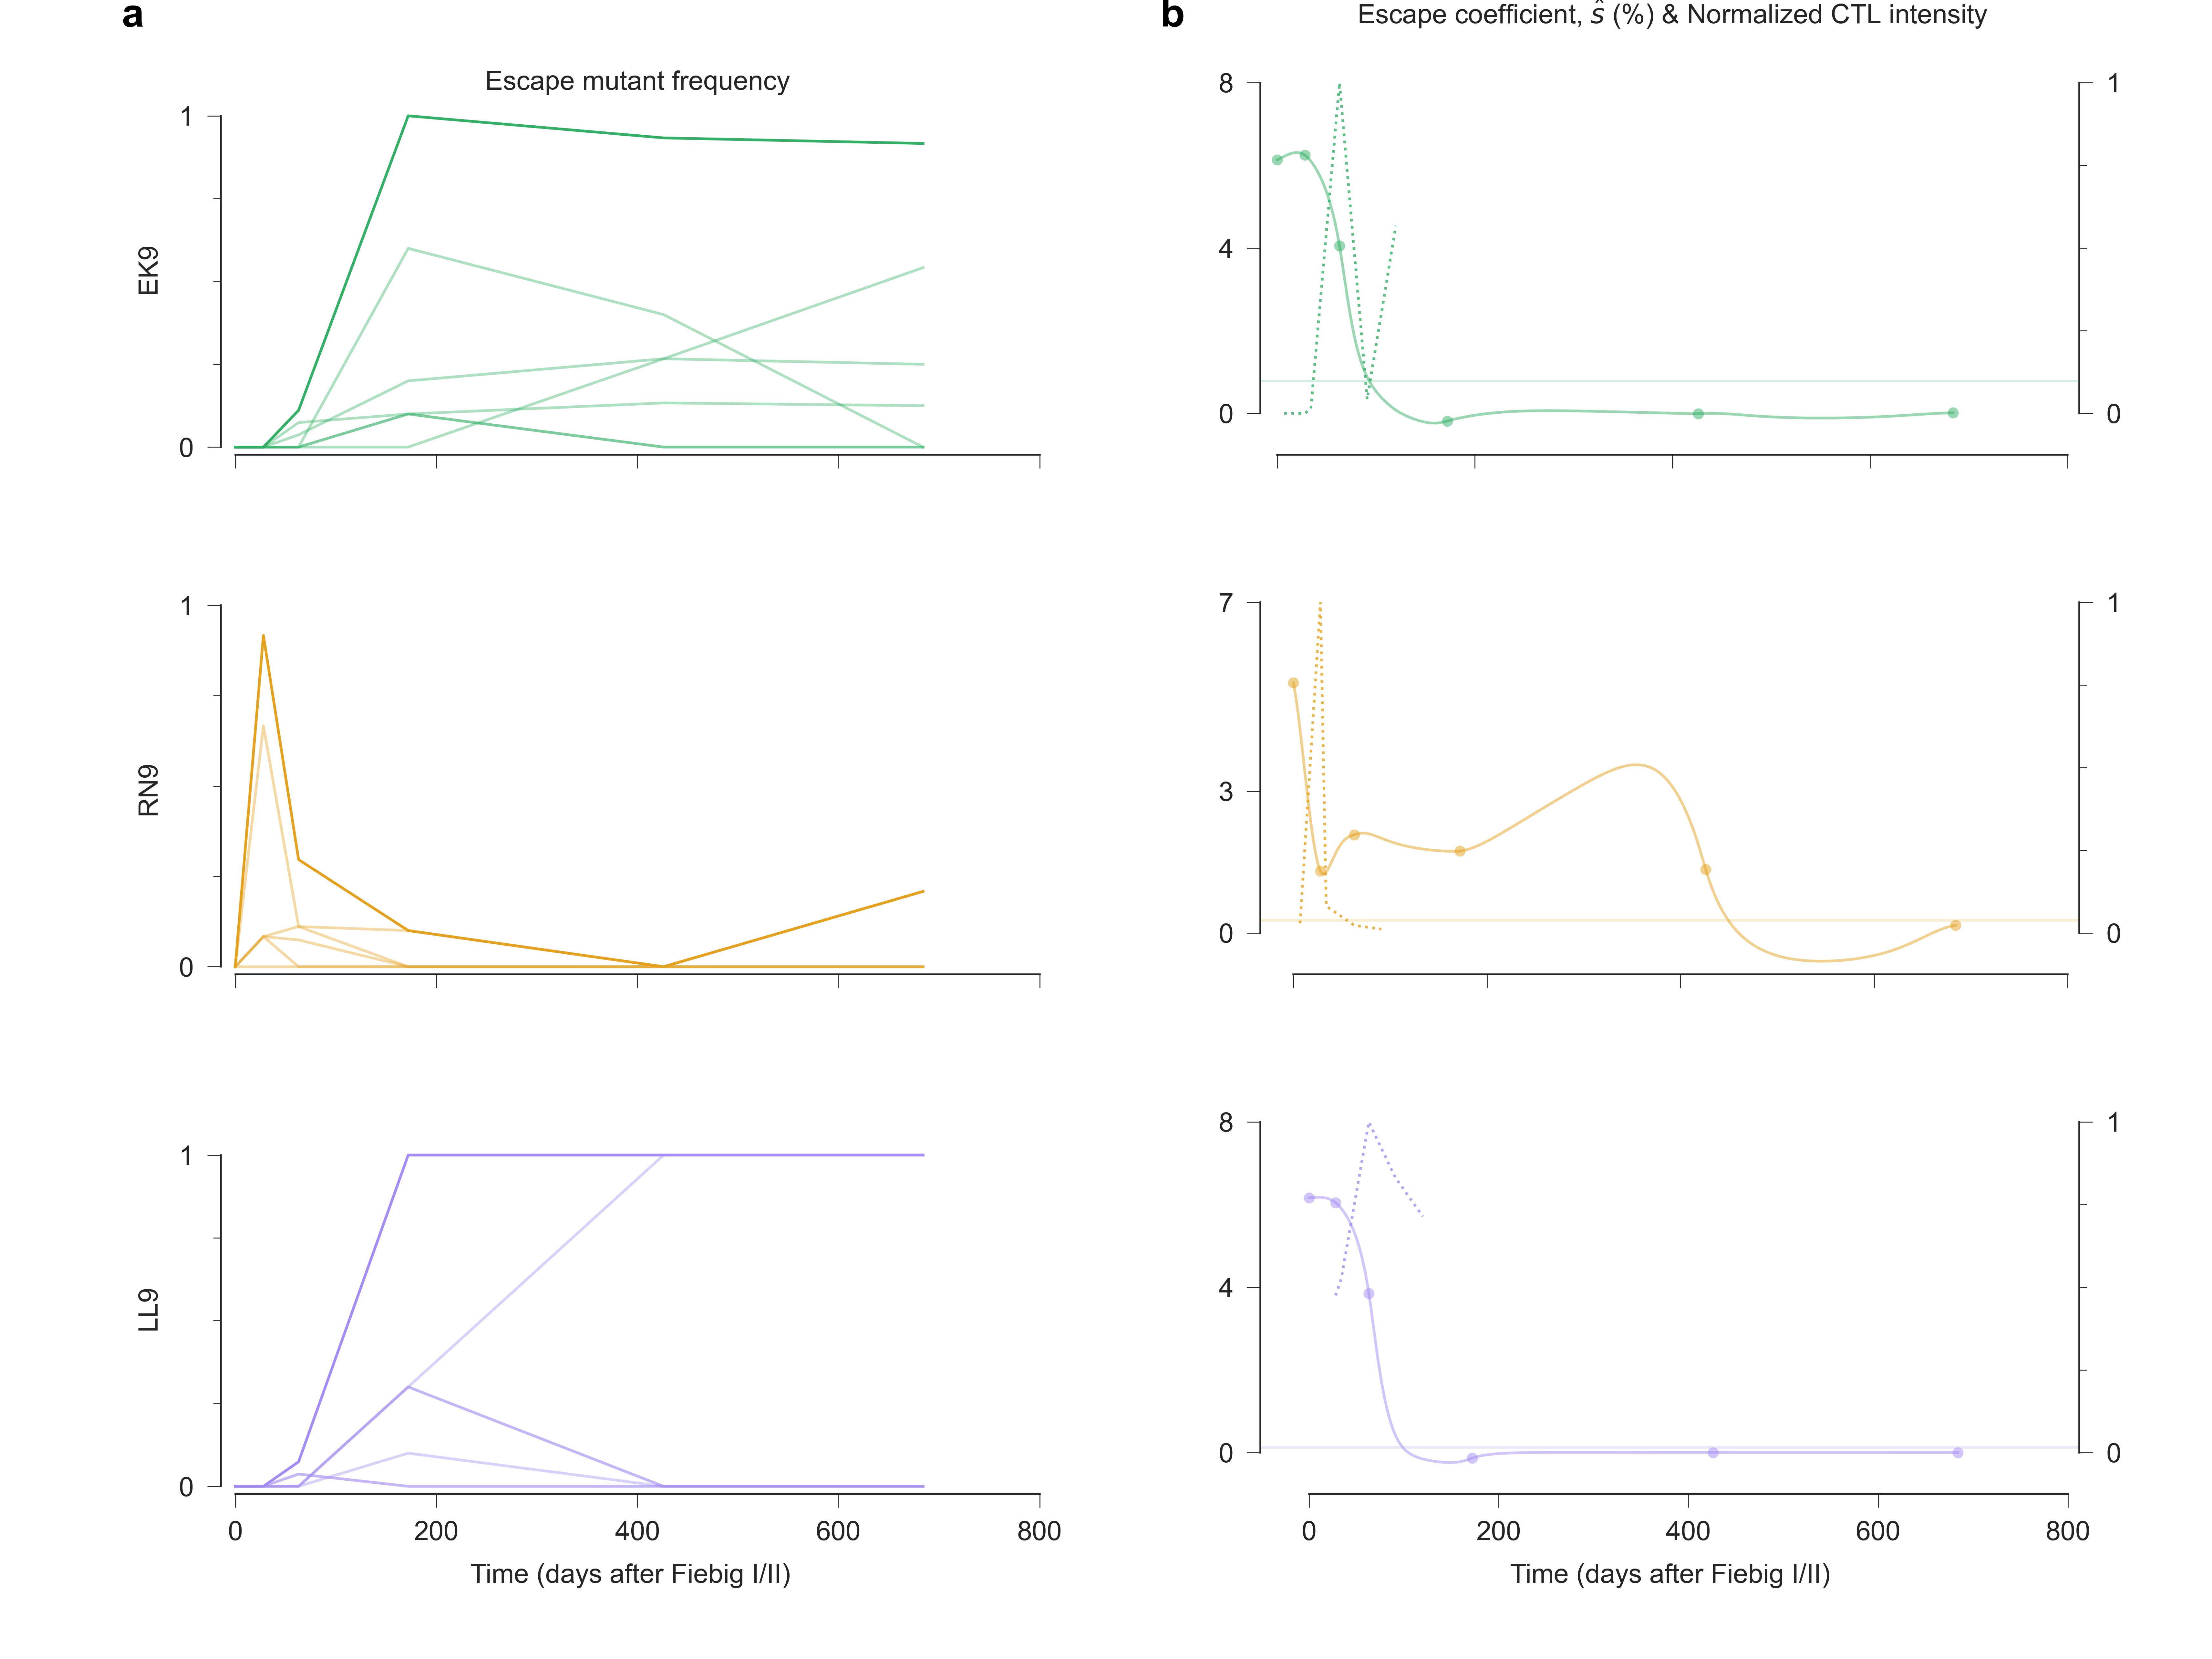 a
Escape mutant frequency
1
0
EK9
1
0
RN9
1
0
LL9
0 200 400 600 800
Time (days after Fiebig I/II)
b
Escape coefficient, ŝ (%) & Normalized CTL intensity
8
4
0
1
0
7
3
0
1
0
8
4
0
1
0
0 200 400 600 800
Time (days after Fiebig I/II)